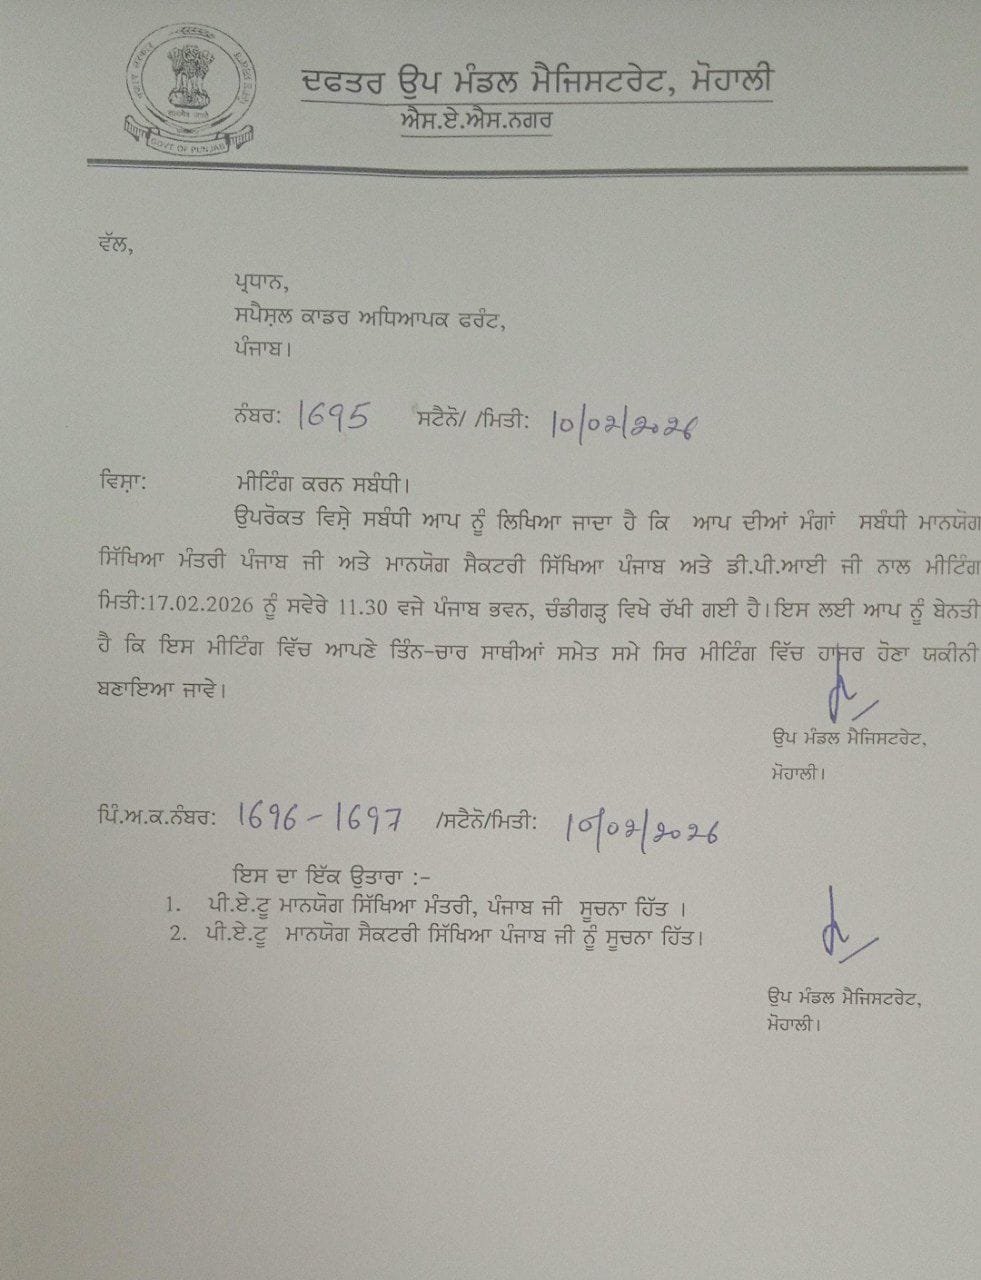 GOVT OF PUNJAB
ਦਫਤਰ ਉਪ ਮੰਡਲ ਮੈਜਿਸਟਰੇਟ, ਮੋਹਾਲੀ
ਐਸ.ਏ.ਐਸ.ਨਗਰ
ਵੱਲ,
ਪ੍ਰਧਾਨ,
ਸਪੈਸ਼ਲ ਕਾਡਰ ਅਧਿਆਪਕ ਫਰੰਟ,
ਪੰਜਾਬ।
ਨੰਬਰ: 1695 ਸਟੈਨੋ/ /ਮਿਤੀ: 10/02/2026
ਵਿਸ਼ਾ: ਮੀਟਿੰਗ ਕਰਨ ਸਬੰਧੀ।
ਉਪਰੋਕਤ ਵਿਸ਼ੇ ਸਬੰਧੀ ਆਪ ਨੂੰ ਲਿਖਿਆ ਜਾਦਾ ਹੈ ਕਿ ਆਪ ਦੀਆਂ ਮੰਗਾਂ ਸਬੰਧੀ ਮਾਨਯੋਗ
ਸਿੱਖਿਆ ਮੰਤਰੀ ਪੰਜਾਬ ਜੀ ਅਤੇ ਮਾਨਯੋਗ ਸੈਕਟਰੀ ਸਿੱਖਿਆ ਪੰਜਾਬ ਅਤੇ ਡੀ.ਪੀ.ਆਈ ਜੀ ਨਾਲ ਮੀਟਿੰਗ
ਮਿਤੀ:17.02.2026 ਨੂੰ ਸਵੇਰੇ 11.30 ਵਜੇ ਪੰਜਾਬ ਭਵਨ, ਚੰਡੀਗੜ੍ਹ ਵਿਖੇ ਰੱਖੀ ਗਈ ਹੈ।ਇਸ ਲਈ ਆਪ ਨੂੰ ਬੇਨਤੀ
ਹੈ ਕਿ ਇਸ ਮੀਟਿੰਗ ਵਿੱਚ ਆਪਣੇ ਤਿੰਨ-ਚਾਰ ਸਾਥੀਆਂ ਸਮੇਤ ਸਮੇ ਸਿਰ ਮੀਟਿੰਗ ਵਿੱਚ ਹਾਜਰ ਹੋਣਾ ਯਕੀਨੀ
ਬਣਾਇਆ ਜਾਵੇ।
ਉਪ ਮੰਡਲ ਮੈਜਿਸਟਰੇਟ,
ਮੋਹਾਲੀ।
ਪਿੰ.ਅ.ਕ.ਨੰਬਰ: 1696-1697 /ਸਟੈਨੋ/ਮਿਤੀ: 10/02/2026
ਇਸ ਦਾ ਇੱਕ ਉਤਾਰਾ :-
1. ਪੀ.ਏ.ਟੂ ਮਾਨਯੋਗ ਸਿੱਖਿਆ ਮੰਤਰੀ, ਪੰਜਾਬ ਜੀ ਸੂਚਨਾ ਹਿੱਤ ।
2. ਪੀ.ਏ.ਟੂ ਮਾਨਯੋਗ ਸੈਕਟਰੀ ਸਿੱਖਿਆ ਪੰਜਾਬ ਜੀ ਨੂੰ ਸੂਚਨਾ ਹਿੱਤ।
ਉਪ ਮੰਡਲ ਮੈਜਿਸਟਰੇਟ,
ਮੋਹਾਲੀ।